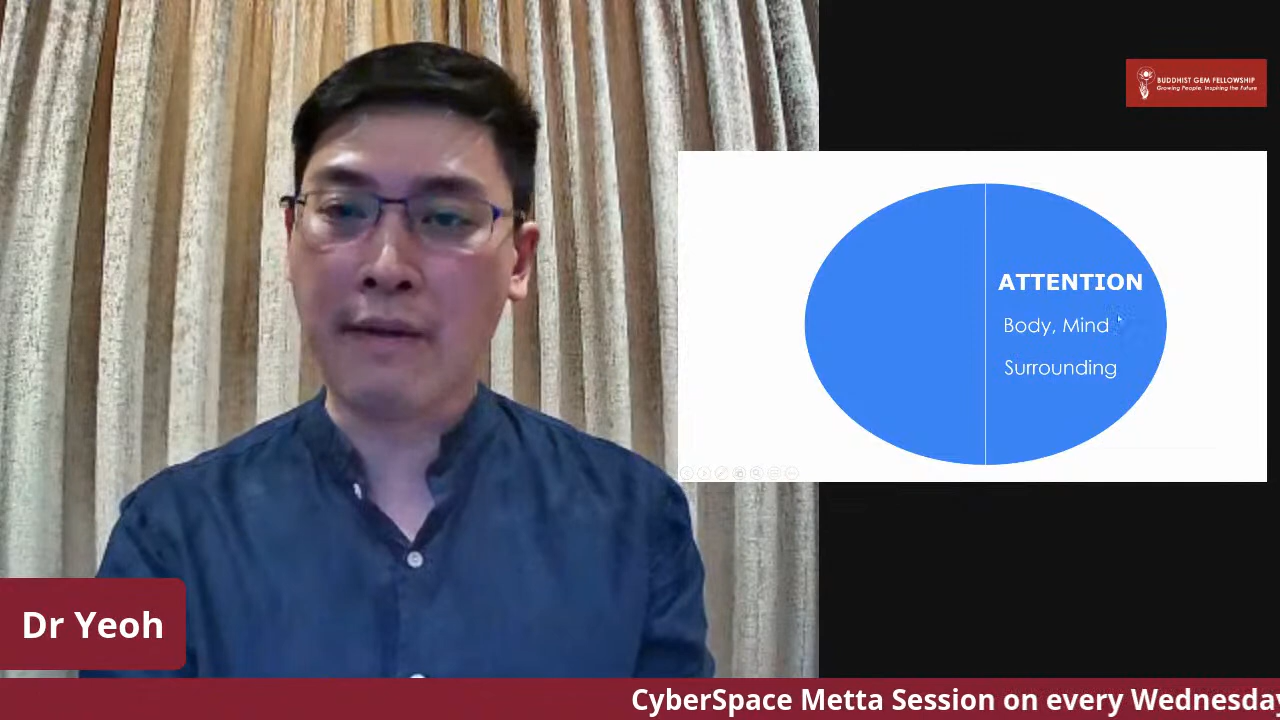 BUDDHIST GEM FELLOWSHIP
Growing People, Inspiring the Future
ATTENTION
Body, Mind
Surrounding
Dr Yeoh
CyberSpace Metta Session on every Wednesday